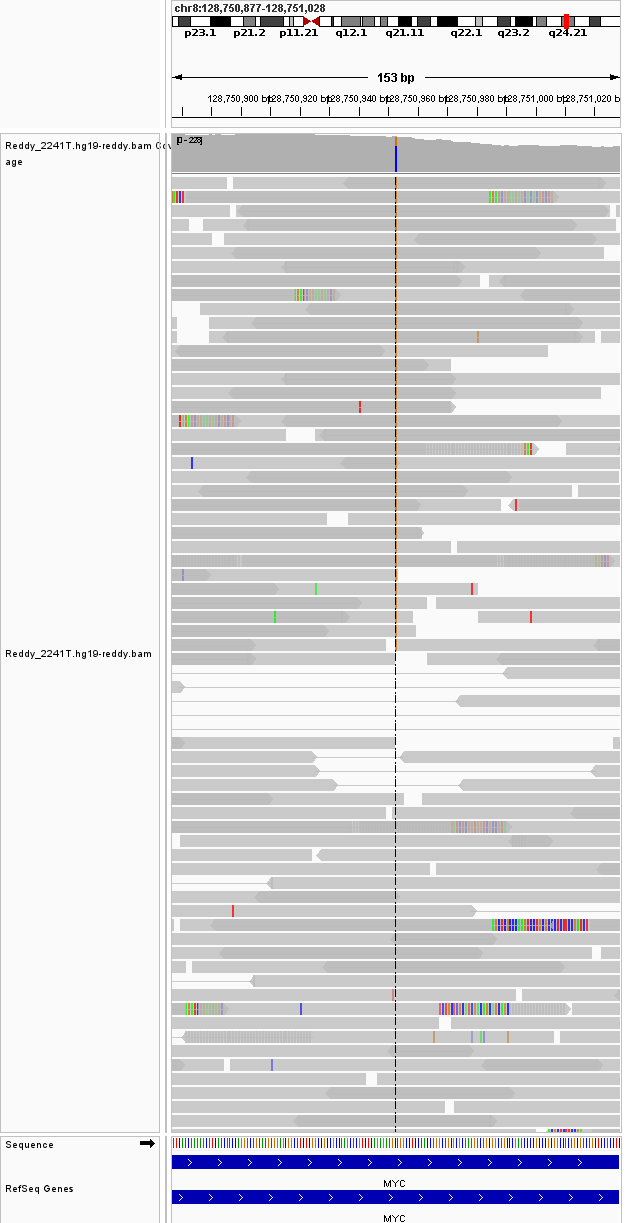 chr8:128,750,877-128,751,028
p23.1 p21.2 p11.21 q12.1 q21.11 q22.1 q23.2 q24.21
153 bp
128,750,900 bp 128,750,920 bp 128,750,940 bp 128,750,960 bp 128,750,980 bp 128,751,000 bp 128,751,020 bp
Reddy_2241T.hg19-reddy.bam Cov
age
[0 - 228]
Reddy_2241T.hg19-reddy.bam
Sequence
MYC
RefSeq Genes
MYC